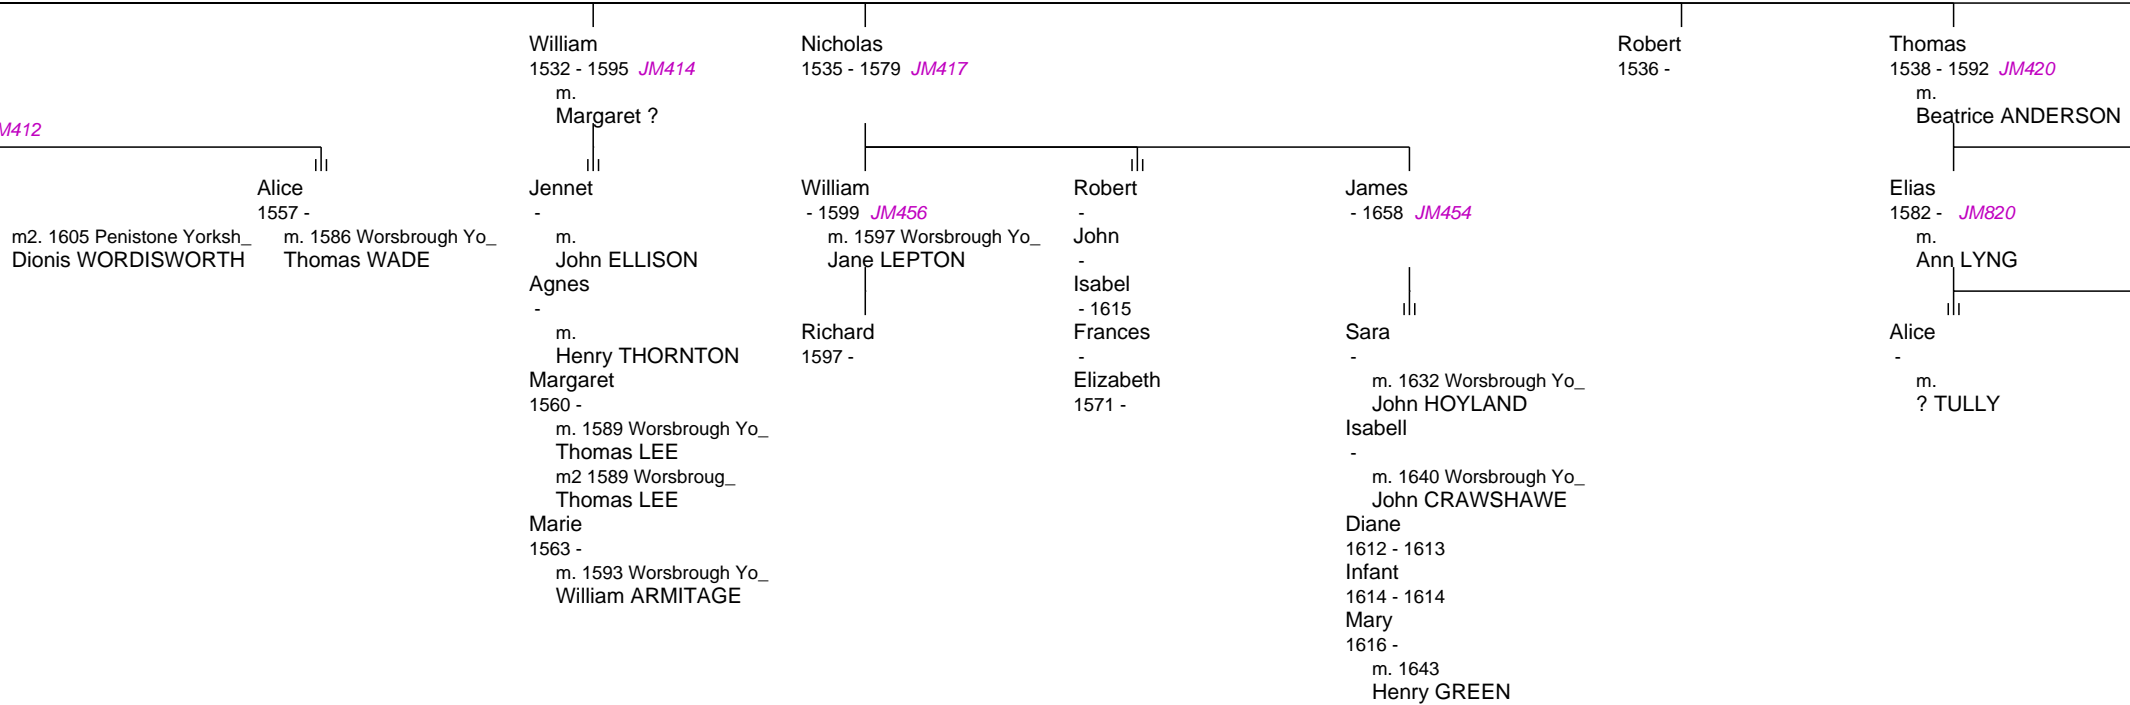 William
1532 - 1595 JM414
m.
Margaret ?
Nicholas
1535 - 1579 JM417
Robert
1536 -
Thomas
1538 - 1592 JM420
m.
Beatrice ANDERSON
M412
m2. 1605 Penistone Yorksh_
Dionis WORDISWORTH
Alice
1557 -
m. 1586 Worsbrough Yo_
Thomas WADE
Jennet
-
m.
John ELLISON
Agnes
-
m.
Henry THORNTON
Margaret
1560 -
m. 1589 Worsbrough Yo_
Thomas LEE
m2 1589 Worsbroug_
Thomas LEE
Marie
1563 -
m. 1593 Worsbrough Yo_
William ARMITAGE
William
- 1599 JM456
m. 1597 Worsbrough Yo_
Jane LEPTON
Richard
1597 -
Robert
-
John
-
Isabel
- 1615
Frances
-
Elizabeth
1571 -
James
- 1658 JM454
Sara
-
m. 1632 Worsbrough Yo_
John HOYLAND
Isabell
-
m. 1640 Worsbrough Yo_
John CRAWSHAWE
Diane
1612 - 1613
Infant
1614 - 1614
Mary
1616 -
m. 1643
Henry GREEN
Elias
1582 - JM820
m.
Ann LYNG
Alice
-
m.
? TULLY